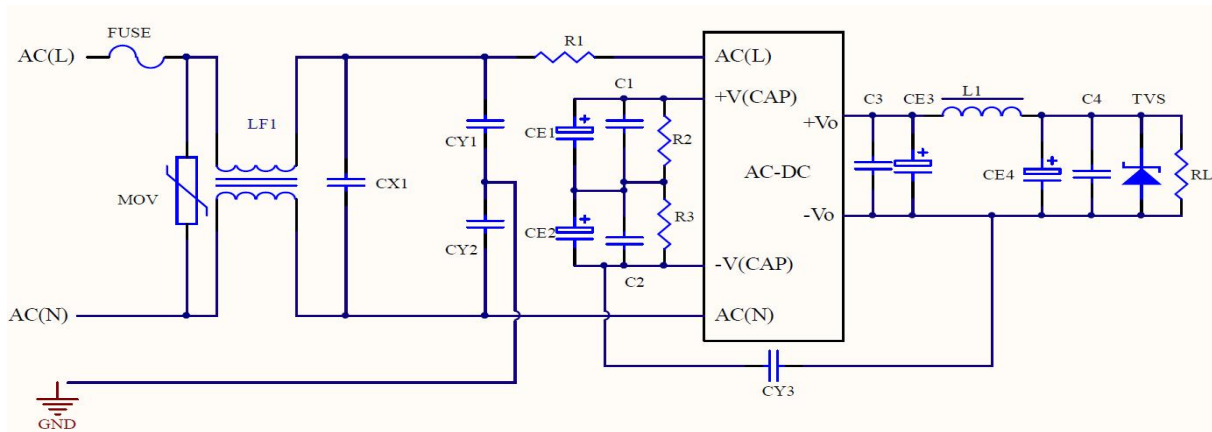 FUSE
AC(L)
LF1
MOV
CX1
CY1
CY2
R1
C1
CE1
R2
CE2
R3
C2
AC(L)
+V(CAP)
+Vo
AC-DC
-Vo
-V(CAP)
AC(N)
C3
CE3
L1
C4
TVS
CE4
RL
AC(N)
CY3
GND